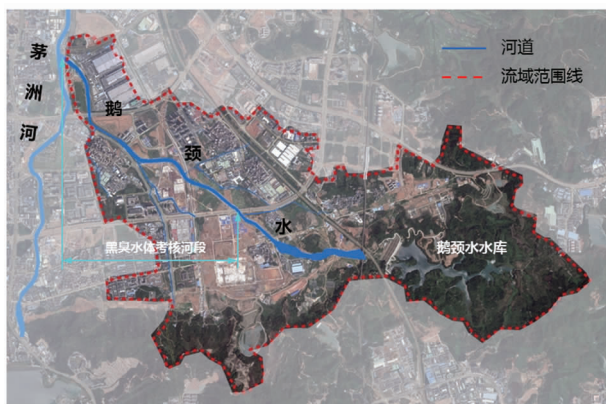 河道
流域范围线
茅洲河
鹅颈水
黑臭水体考核河段
鹅颈水水库